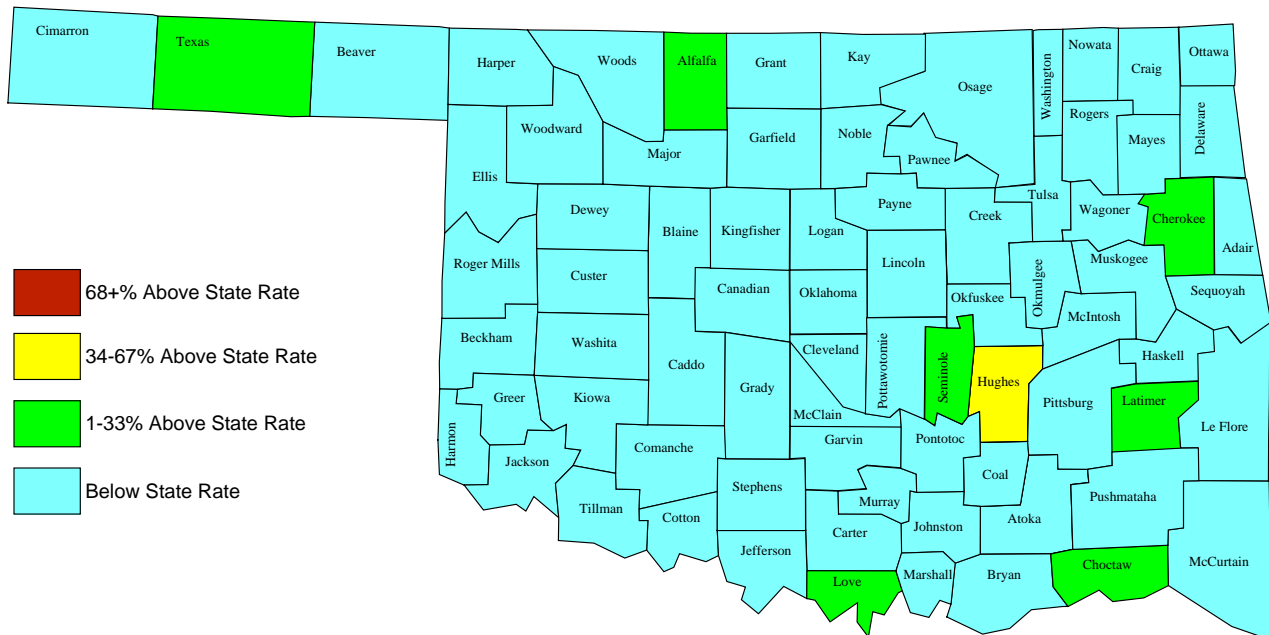 Cimarron
Texas
Beaver
Harper
Woods
Alfalfa
Grant
Kay
Osage
Washington
Nowata
Craig
Ottawa
Woodward
Ellis
Major
Garfield
Noble
Pawnee
Rogers
Mayes
Delaware
Dewey
Blaine
Kingfisher
Logan
Payne
Creek
Tulsa
Wagoner
Cherokee
Adair
Roger Mills
Custer
Canadian
Oklahoma
Lincoln
Okfuskee
Okmulgee
Muskogee
McIntosh
Sequoyah
Beckham
Washita
Caddo
Grady
Cleveland
McClain
Pottawotomie
Seminole
Hughes
Pittsburg
Haskell
Latimer
Le Flore
Harmon
Greer
Kiowa
Jackson
Comanche
Garvin
Pontotoc
Coal
Tillman
Cotton
Stephens
Murray
Johnston
Atoka
Pushmataha
Jefferson
Carter
Love
Marshall
Bryan
Choctaw
McCurtain
68+% Above State Rate
34-67% Above State Rate
1-33% Above State Rate
Below State Rate